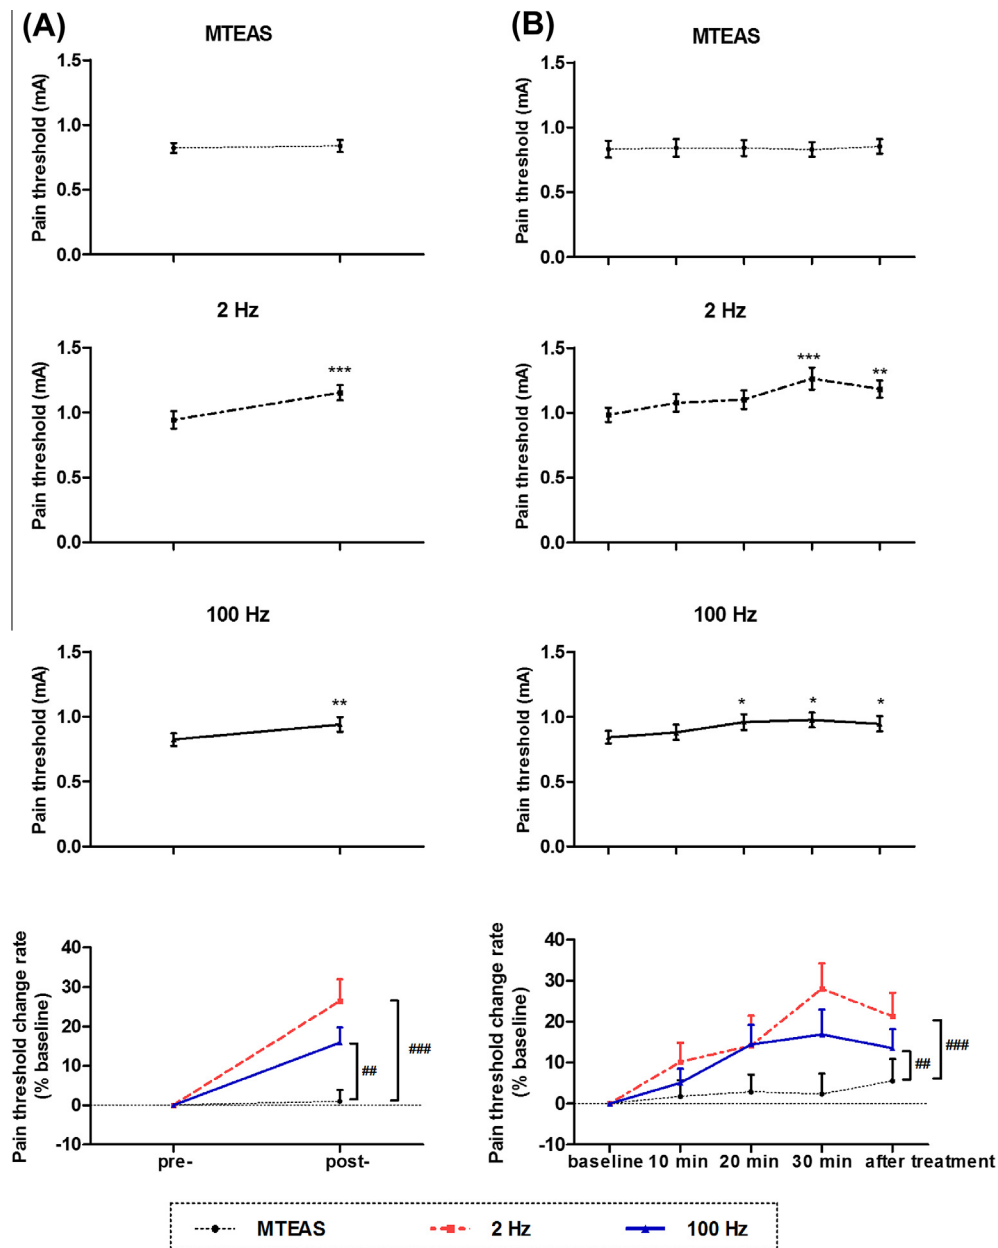 (A)
MTEAS
Pain threshold (mA)
1.5
1.0
0.5
0.0
2 Hz
Pain threshold (mA)
1.5
1.0
0.5
0.0
***
100 Hz
Pain threshold (mA)
1.5
1.0
0.5
0.0
**
Pain threshold change rate
(% baseline)
40
30
20
10
0
-10
##
###
pre-
post-
(B)
MTEAS
Pain threshold (mA)
1.5
1.0
0.5
0.0
2 Hz
Pain threshold (mA)
1.5
1.0
0.5
0.0
***
**
100 Hz
Pain threshold (mA)
1.5
1.0
0.5
0.0
*
*
*
Pain threshold change rate
(% baseline)
40
30
20
10
0
-10
##
###
baseline 10 min 20 min 30 min after treatment
MTEAS 2 Hz 100 Hz